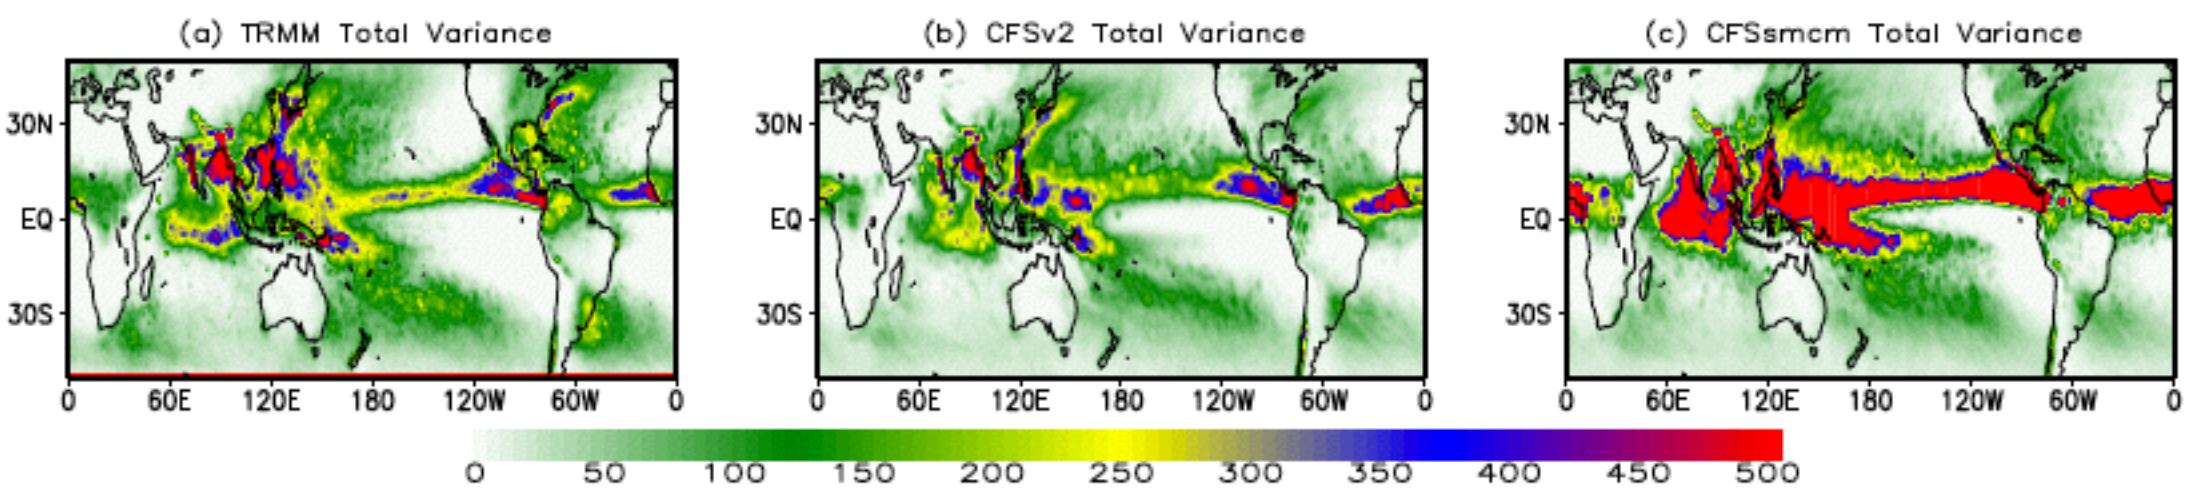 (a) TRMM Total Variance
(b) CFSv2 Total Variance
(c) CFSsmcm Total Variance
30N
EQ
30S
0 60E 120E 180 120W 60W 0
30N
EQ
30S
0 60E 120E 180 120W 60W 0
30N
EQ
30S
0 60E 120E 180 120W 60W 0
0 50 100 150 200 250 300 350 400 450 500